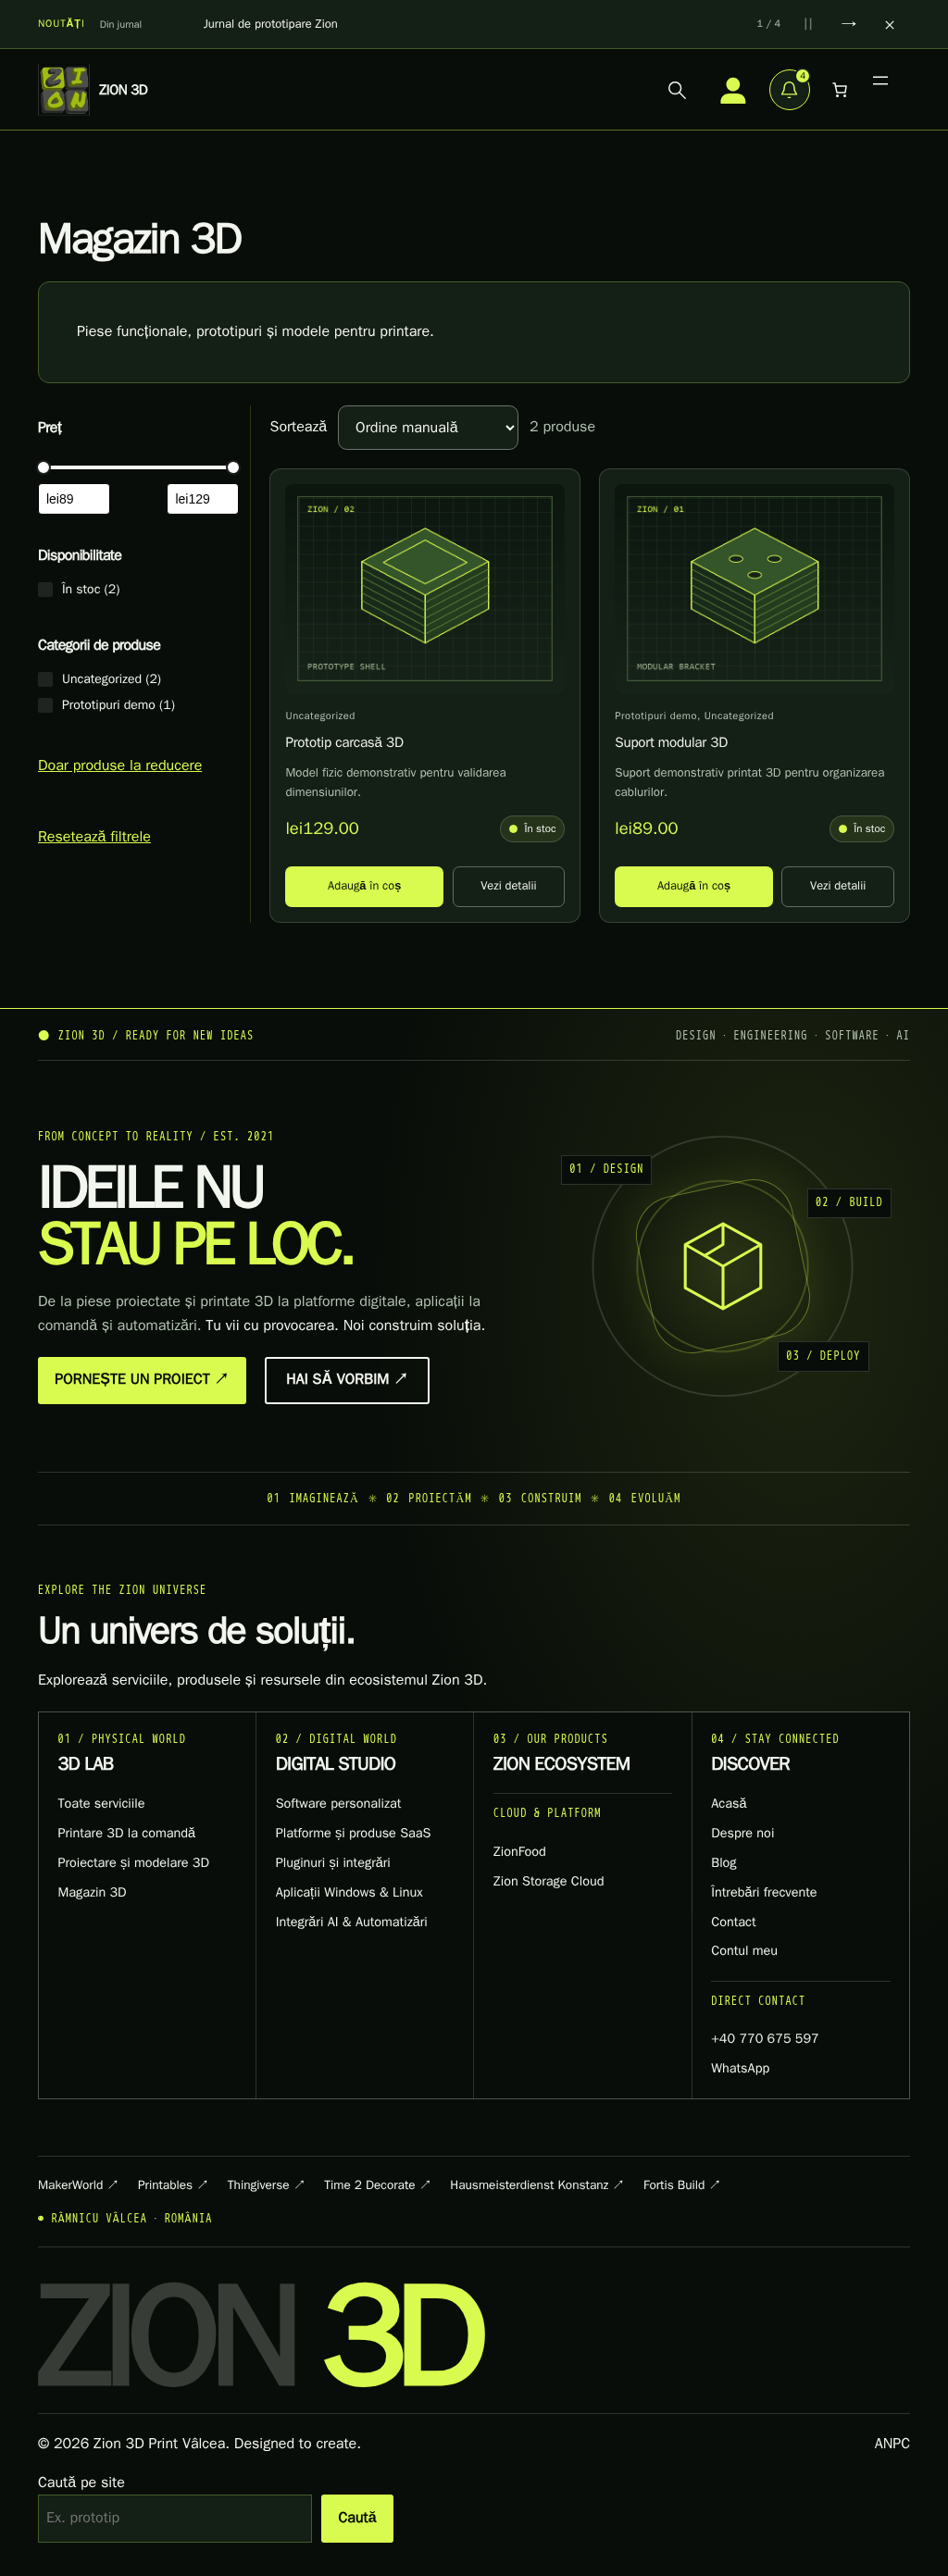 NOUTĂȚI Din jurnal Jurnal de prototipare Zion 1 / 4
ZION
ZION 3D
4
Magazin 3D
Piese funcționale, prototipuri și modele pentru printare.
Preț
lei89 lei129
Disponibilitate
În stoc (2)
Categorii de produse
Uncategorized (2)
Prototipuri demo (1)
Doar produse la reducere
Resetează filtrele
Sortează Ordine manuală 2 produse
ZION / 02
PROTOTYPE SHELL
Uncategorized
Prototip carcasă 3D
Model fizic demonstrativ pentru validarea
dimensiunilor.
lei129.00 În stoc
Adaugă în coș Vezi detalii
ZION / 01
MODULAR BRACKET
Prototipuri demo, Uncategorized
Suport modular 3D
Suport demonstrativ printat 3D pentru organizarea
cablurilor.
lei89.00 În stoc
Adaugă în coș Vezi detalii
ZION 3D / READY FOR NEW IDEAS DESIGN · ENGINEERING · SOFTWARE · AI
FROM CONCEPT TO REALITY / EST. 2021
IDEILE NU
STAU PE LOC.
De la piese proiectate și printate 3D la platforme digitale, aplicații la
comandă și automatizări. Tu vii cu provocarea. Noi construim soluția.
PORNEȘTE UN PROIECT ↗ HAI SĂ VORBIM ↗
01 / DESIGN
02 / BUILD
03 / DEPLOY
01 IMAGINEAZĂ ✳ 02 PROIECTĂM ✳ 03 CONSTRUIM ✳ 04 EVOLUĂM
EXPLORE THE ZION UNIVERSE
Un univers de soluții.
Explorează serviciile, produsele și resursele din ecosistemul Zion 3D.
01 / PHYSICAL WORLD
3D LAB
Toate serviciile
Printare 3D la comandă
Proiectare și modelare 3D
Magazin 3D
02 / DIGITAL WORLD
DIGITAL STUDIO
Software personalizat
Platforme și produse SaaS
Pluginuri și integrări
Aplicații Windows & Linux
Integrări AI & Automatizări
03 / OUR PRODUCTS
ZION ECOSYSTEM
CLOUD & PLATFORM
ZionFood
Zion Storage Cloud
04 / STAY CONNECTED
DISCOVER
Acasă
Despre noi
Blog
Întrebări frecvente
Contact
Contul meu
DIRECT CONTACT
+40 770 675 597
WhatsApp
MakerWorld ↗ Printables ↗ Thingiverse ↗ Time 2 Decorate ↗ Hausmeisterdienst Konstanz ↗ Fortis Build ↗
● RÂMNICU VÂLCEA · ROMÂNIA
ZION 3D
© 2026 Zion 3D Print Vâlcea. Designed to create. ANPC
Caută pe site
Ex. prototip Caută